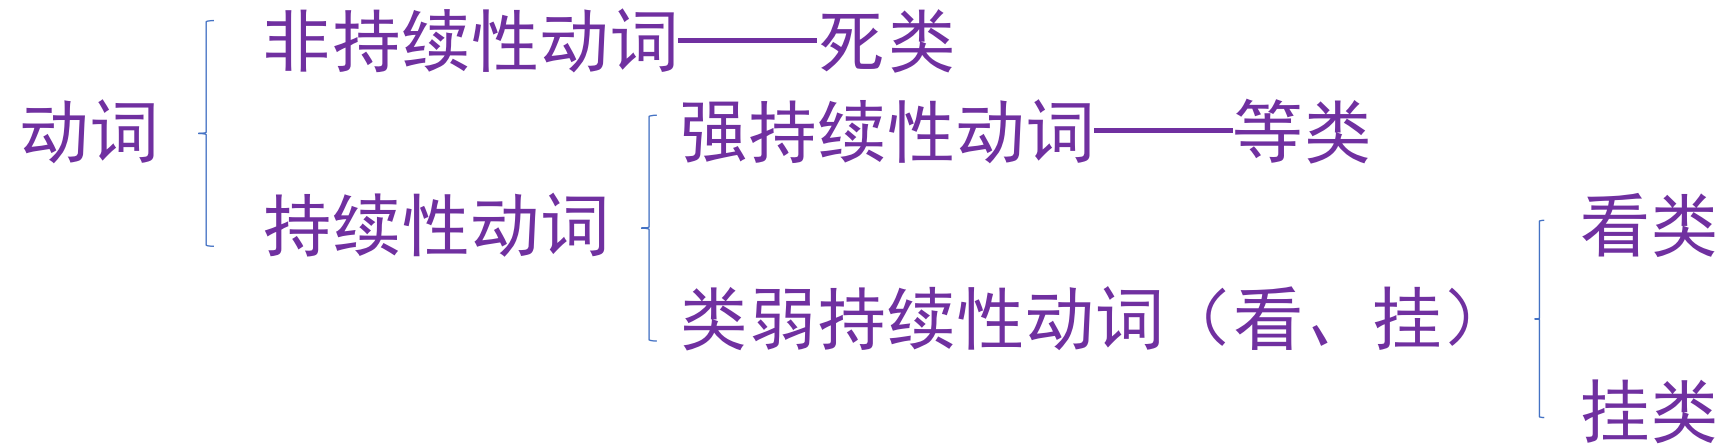 非持续性动词——死类
动词
强持续性动词——等类
持续性动词
看类
类弱持续性动词（看、挂）
挂类